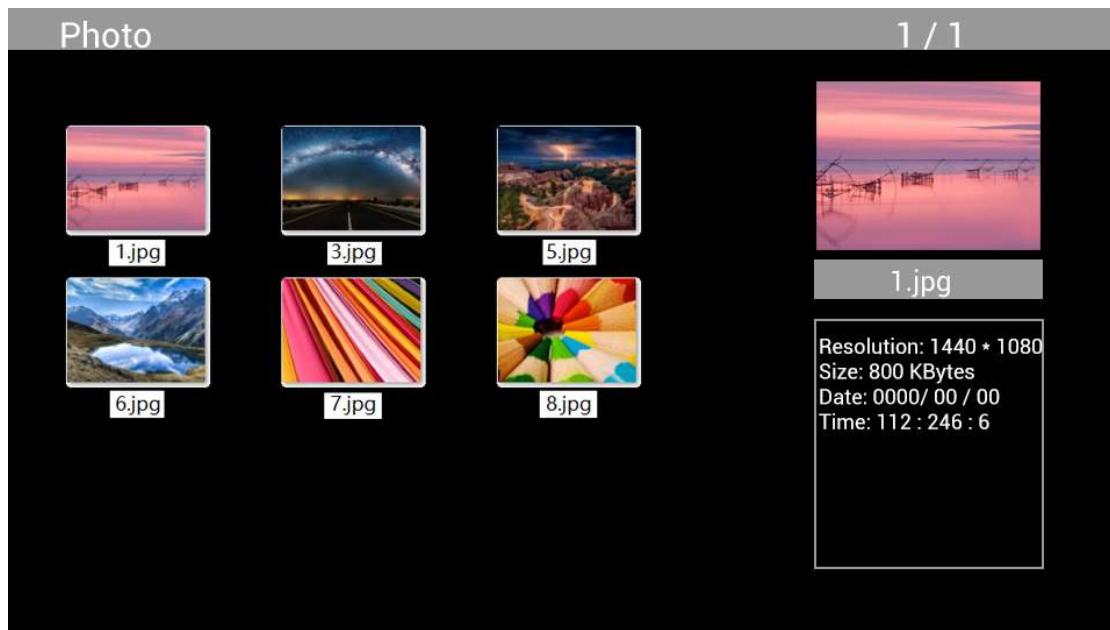 Photo
1 / 1
1.jpg
3.jpg
5.jpg
6.jpg
7.jpg
8.jpg
1.jpg
Resolution: 1440 * 1080
Size: 800 KBytes
Date: 0000/ 00 / 00
Time: 112 : 246 : 6